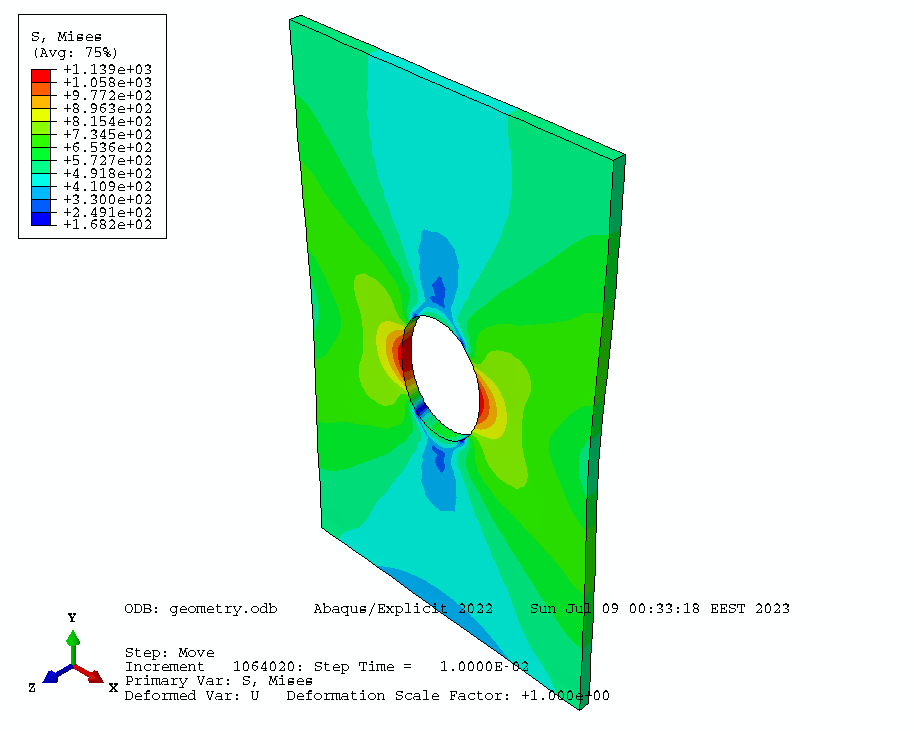 S, Mises
(Avg: 75%)
+1.139e+03
+1.058e+03
+9.772e+02
+8.963e+02
+8.154e+02
+7.345e+02
+6.536e+02
+5.727e+02
+4.918e+02
+4.109e+02
+3.300e+02
+2.491e+02
+1.682e+02
ODB: geometry.odb    Abaqus/Explicit 2022    Sun Jul 09 00:33:18 EEST 2023
Y
Z
X
Step: Move
Increment   1064020: Step Time =   1.0000E-02
Primary Var: S, Mises
Deformed Var: U   Deformation Scale Factor: +1.000e+00